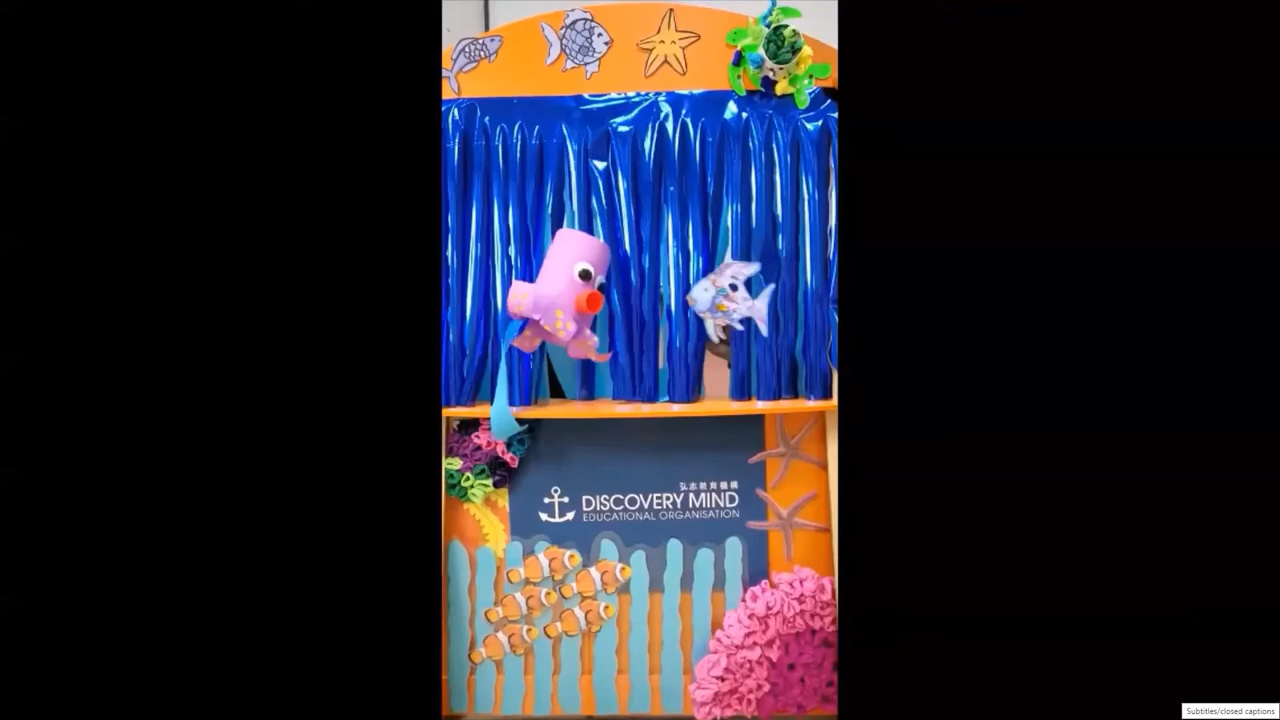 弘志教育機構
DISCOVERY MIND
EDUCATIONAL ORGANISATION
Subtitles/closed captions